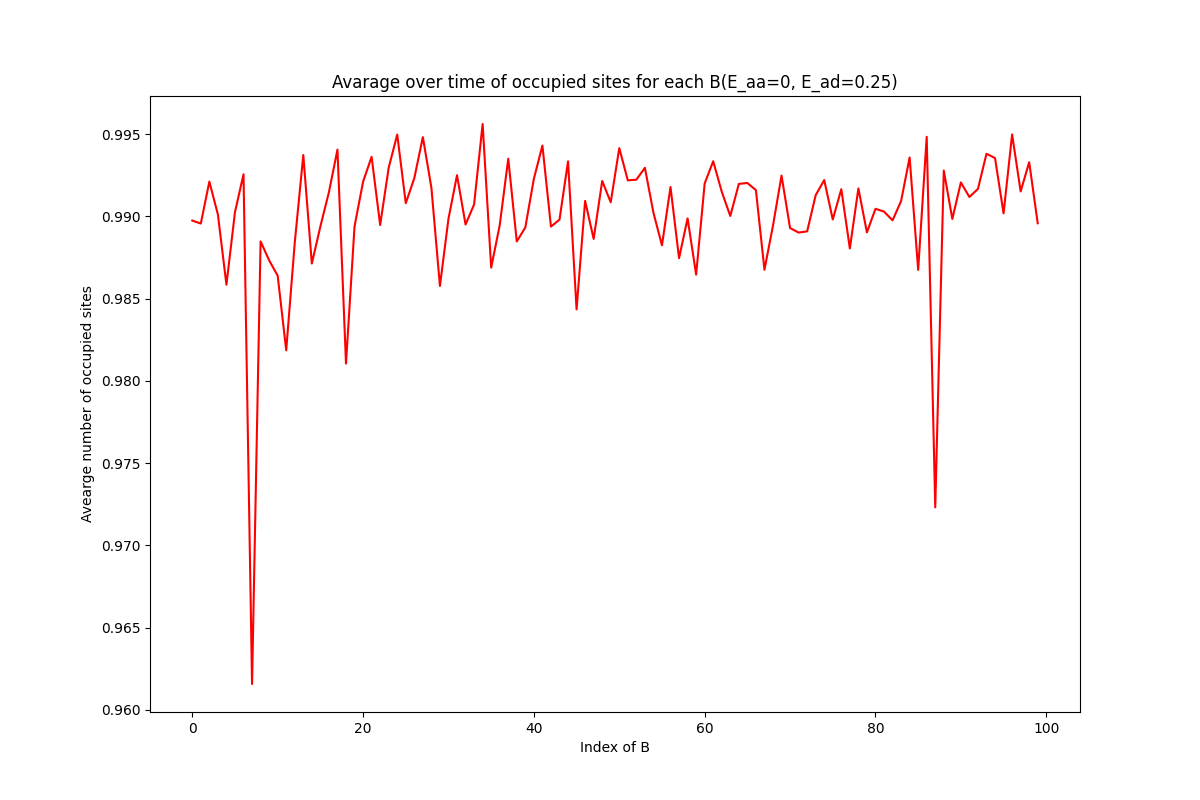 Avarage over time of occupied sites for each B(E_aa=0, E_ad=0.25)
Avearge number of occupied sites
0.995
0.990
0.985
0.980
0.975
0.970
0.965
0.960
0 20 40 60 80 100
Index of B